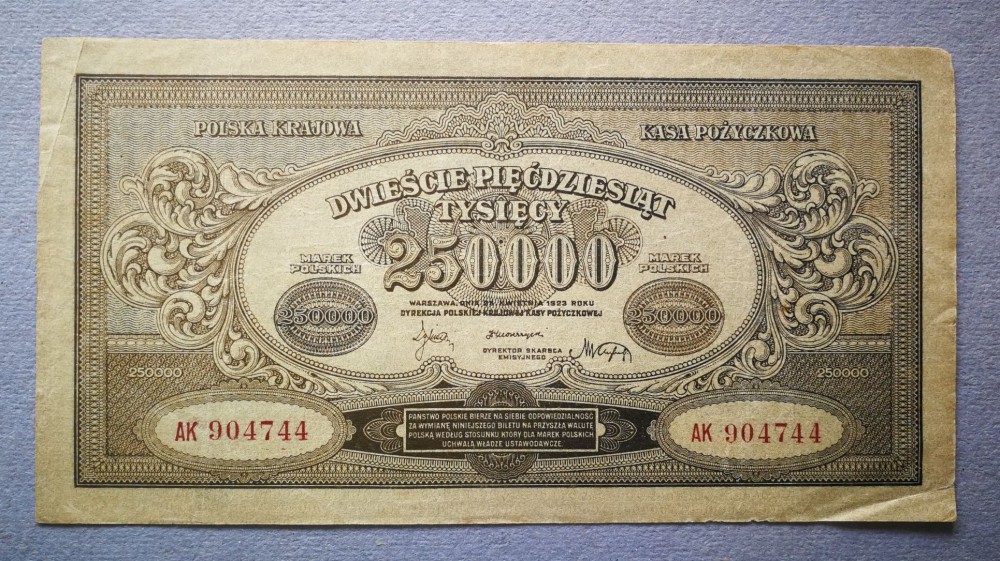 POLSKA KRAJOWA KASA POŻYCZKOWA
DWIEŚCIE PIĘĆDZIESIĄT
TYSIĘCY
250000
MAREK
POLSKICH
MAREK
POLSKICH
WARSZAWA, DNIA 25. KWIETNIA 1923 ROKU
DYREKCJA POLSKIEJ KRAJOWEJ KASY POŻYCZKOWEJ
250000
250000
DYREKTOR SKARBCA
EMISYJNEGO
250000
250000
AK 904744
PAŃSTWO POLSKIE BIERZE NA SIEBIE ODPOWIEDZIALNOŚĆ
ZA WYMIANĘ NINIEJSZEGO BILETU NA PRZYSZŁĄ WALUTĘ
POLSKĄ WEDŁUG STOSUNKU KTÓRY DLA MAREK POLSKICH
UCHWALĄ WŁADZE USTAWODAWCZE.
AK 904744